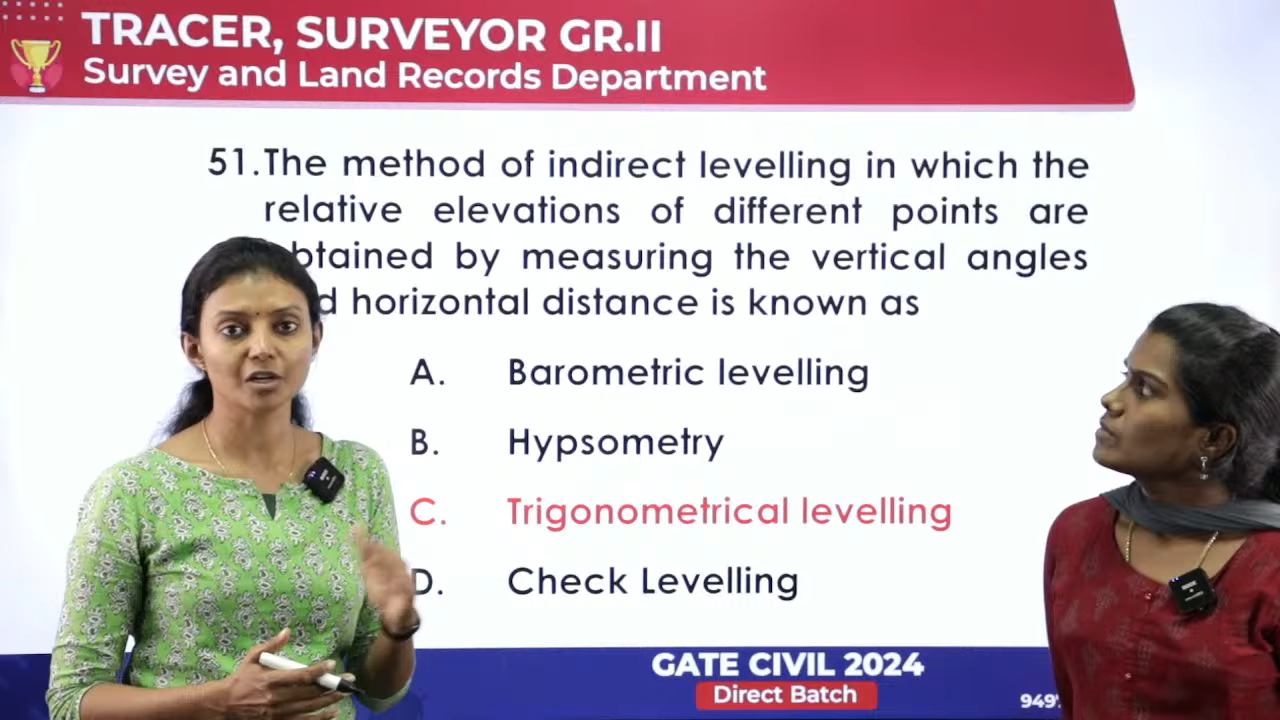 TRACER, SURVEYOR GR.II
Survey and Land Records Department
51.The method of indirect levelling in which the
relative elevations of different points are
btained by measuring the vertical angles
d horizontal distance is known as
A. Barometric levelling
B. Hypsometry
C. Trigonometrical levelling
D. Check Levelling
GATE CIVIL 2024
Direct Batch
949